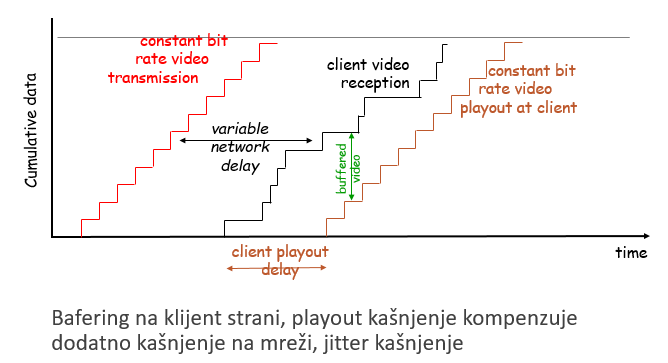 constant bit
rate video
transmission
client video
reception
constant bit
rate video
playout at client
variable
network
delay
buffered
video
Cumulative data
time
client playout
delay
Bafering na klijent strani, playout kašnjenje kompenzuje
dodatno kašnjenje na mreži, jitter kašnjenje